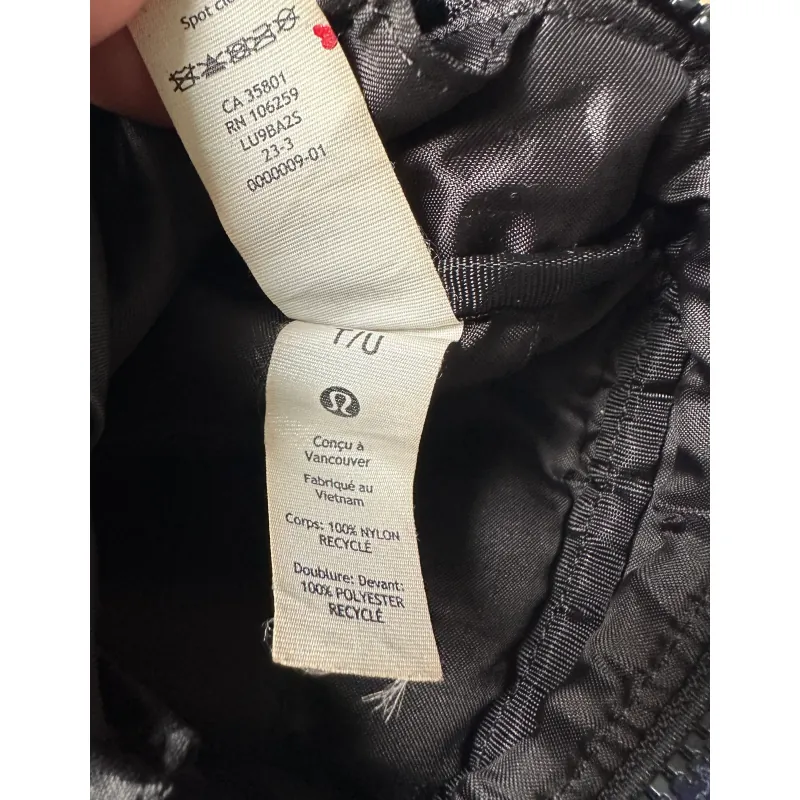 Spot
CA 35801
RN 106259
LU9BA2S
23-3
0000009-01
T/U
Conçu à
Vancouver
Fabriqué au
Vietnam
Corps: 100% NYLON
RECYCLÉ
Doublure: Devant:
100% POLYESTER
RECYCLÉ